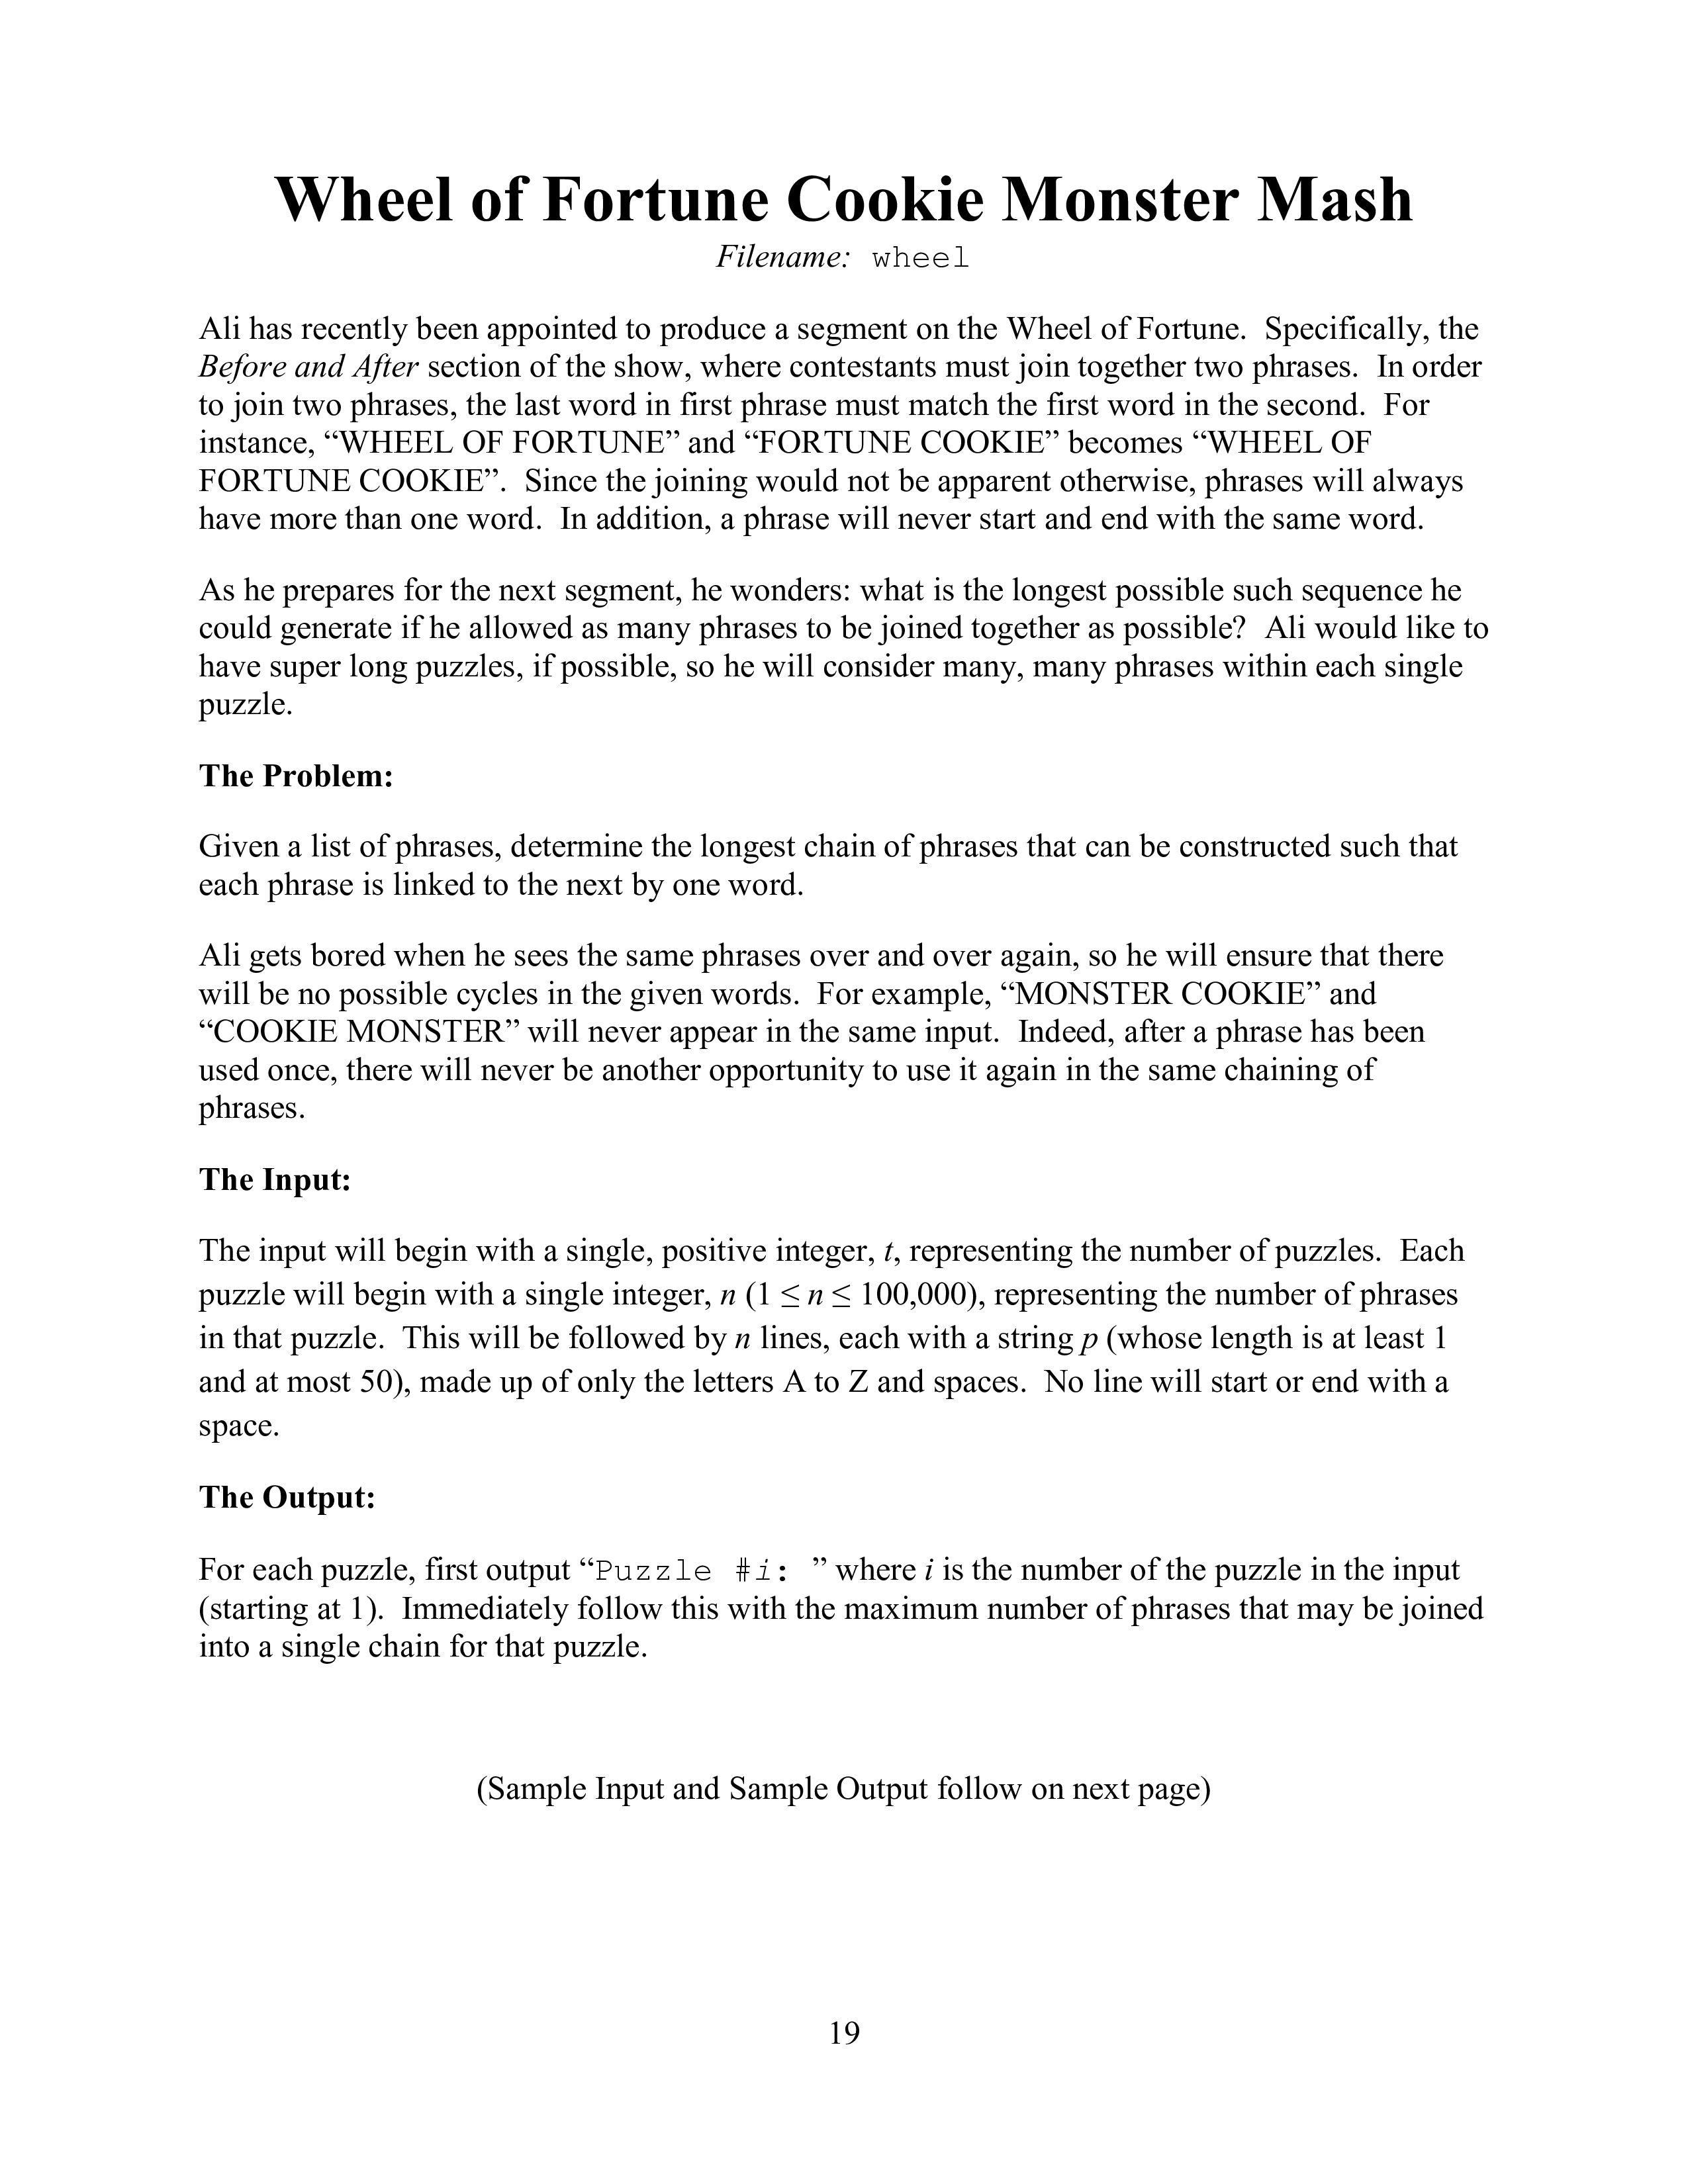 Wheel of Fortune Cookie Monster Mash
Filename: wheel
Ali has recently been appointed to produce a segment on the Wheel of Fortune.  Specifically, the
Before and After section of the show, where contestants must join together two phrases.  In order
to join two phrases, the last word in first phrase must match the first word in the second.  For
instance, “WHEEL OF FORTUNE” and “FORTUNE COOKIE” becomes “WHEEL OF
FORTUNE COOKIE”.  Since the joining would not be apparent otherwise, phrases will always
have more than one word.  In addition, a phrase will never start and end with the same word.
As he prepares for the next segment, he wonders: what is the longest possible such sequence he
could generate if he allowed as many phrases to be joined together as possible?  Ali would like to
have super long puzzles, if possible, so he will consider many, many phrases within each single
puzzle.
The Problem:
Given a list of phrases, determine the longest chain of phrases that can be constructed such that
each phrase is linked to the next by one word.
Ali gets bored when he sees the same phrases over and over again, so he will ensure that there
will be no possible cycles in the given words.  For example, “MONSTER COOKIE” and
“COOKIE MONSTER” will never appear in the same input.  Indeed, after a phrase has been
used once, there will never be another opportunity to use it again in the same chaining of
phrases.
The Input:
The input will begin with a single, positive integer, t, representing the number of puzzles.  Each
puzzle will begin with a single integer, n (1 ≤ n ≤ 100,000), representing the number of phrases
in that puzzle.  This will be followed by n lines, each with a string p (whose length is at least 1
and at most 50), made up of only the letters A to Z and spaces.  No line will start or end with a
space.
The Output:
For each puzzle, first output “Puzzle #i: ” where i is the number of the puzzle in the input
(starting at 1).  Immediately follow this with the maximum number of phrases that may be joined
into a single chain for that puzzle.
(Sample Input and Sample Output follow on next page)
19